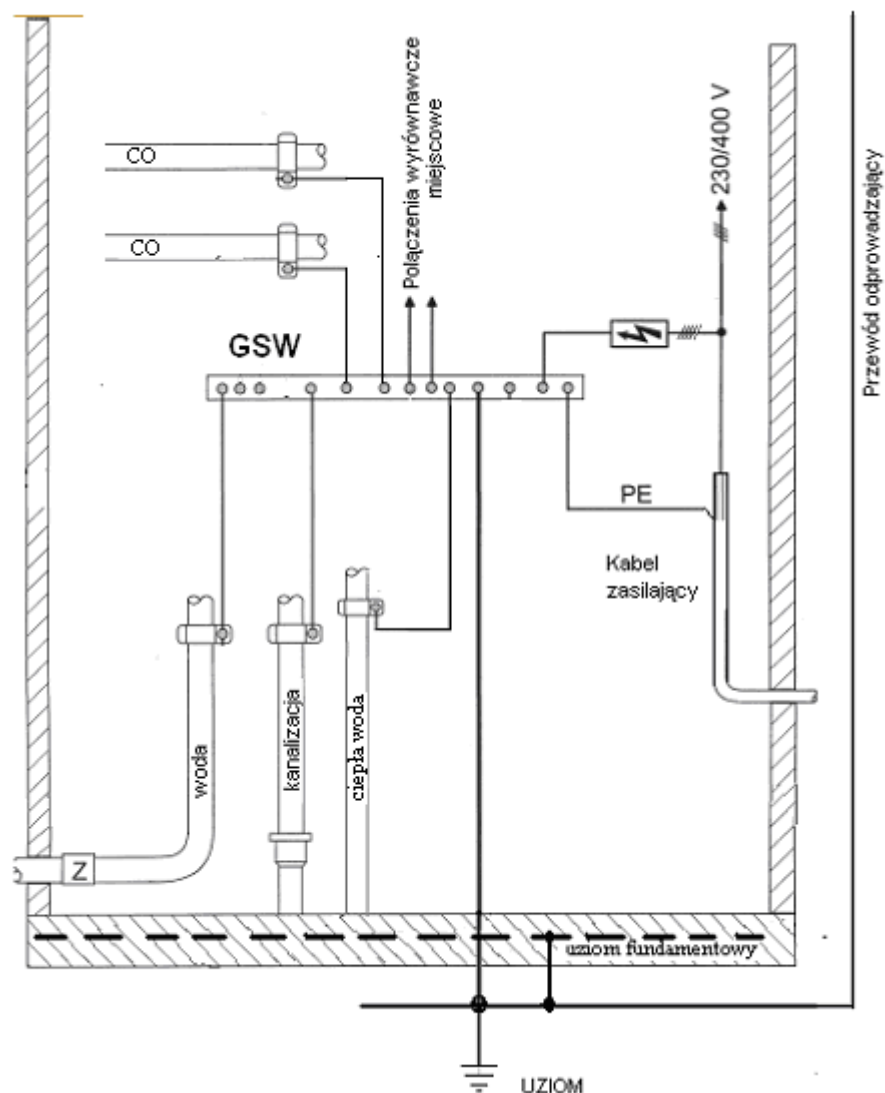 CO
CO
Połączenia wyrównawcze
miejscowe
230/400 V
Przewód odprowadzający
GSW
PE
Kabel
zasilający
woda
kanalizacja
ciepła woda
Z
uziom fundamentowy
UZIOM